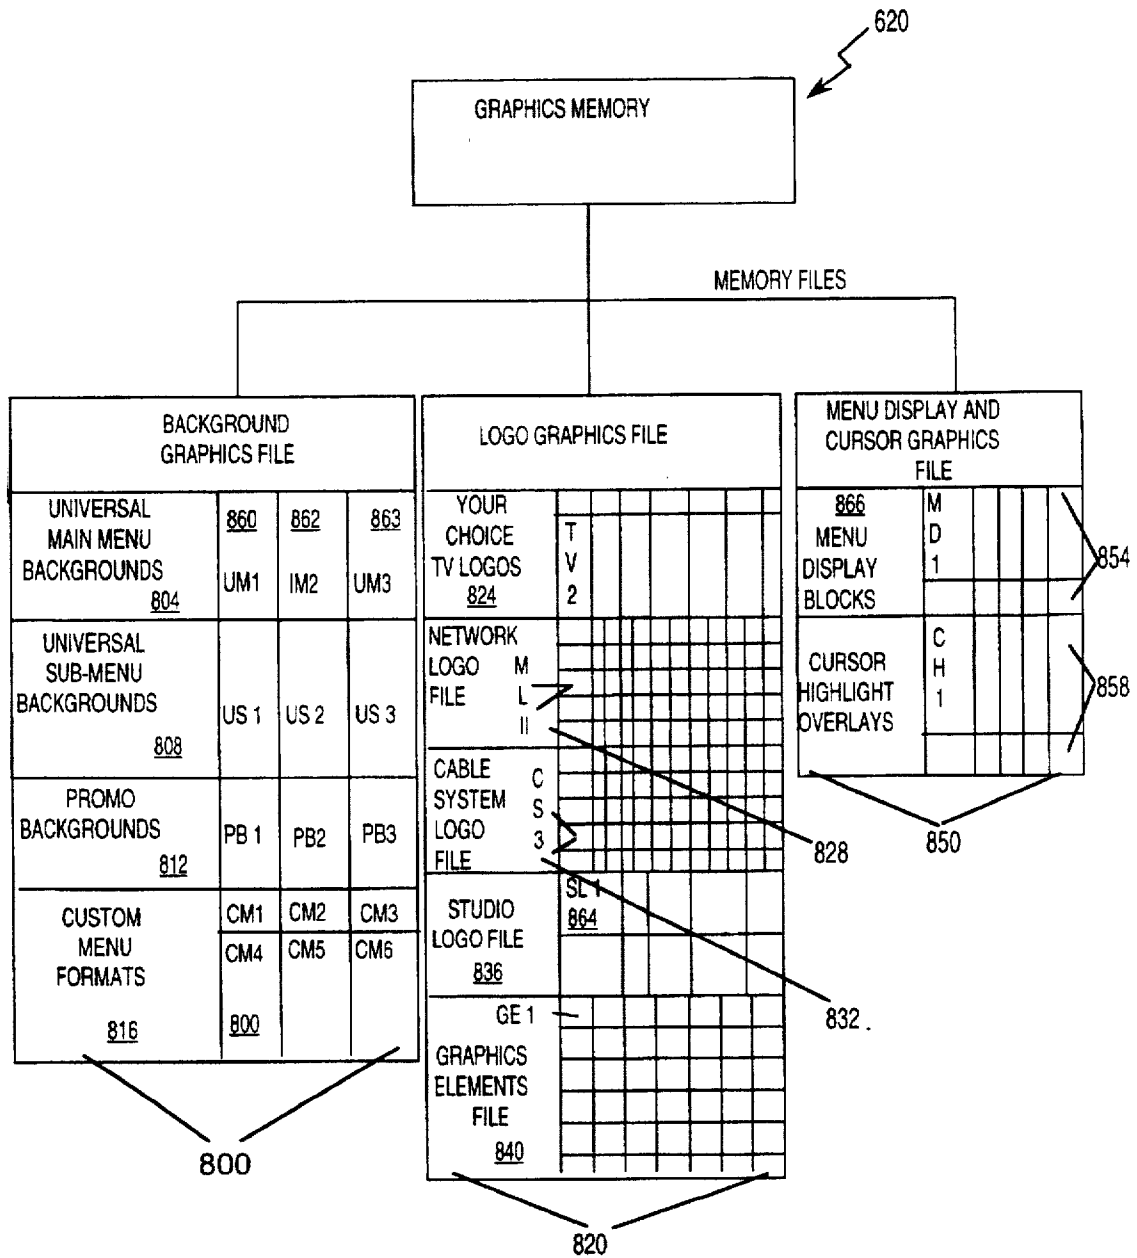 620
GRAPHICS MEMORY
MEMORY FILES
BACKGROUND
GRAPHICS FILE
UNIVERSAL
MAIN MENU
BACKGROUNDS
804
860 862 863
UM1 IM2 UM3
UNIVERSAL
SUB-MENU
BACKGROUNDS
808
US 1 US 2 US 3
PROMO
BACKGROUNDS
812
PB 1 PB2 PB3
CUSTOM
MENU
FORMATS
816
CM1 CM2 CM3
CM4 CM5 CM6
800
800
LOGO GRAPHICS FILE
YOUR
CHOICE
TV LOGOS
824
T
V
2
NETWORK
LOGO
FILE
M
L
II
CABLE
SYSTEM
LOGO
FILE
C
S
3
STUDIO
LOGO FILE
836
SL 1
864
GE 1
GRAPHICS
ELEMENTS
FILE
840
820
MENU DISPLAY AND
CURSOR GRAPHICS
FILE
866
MENU
DISPLAY
BLOCKS
M
D
1
854
CURSOR
HIGHLIGHT
OVERLAYS
C
H
1
858
828
850
832